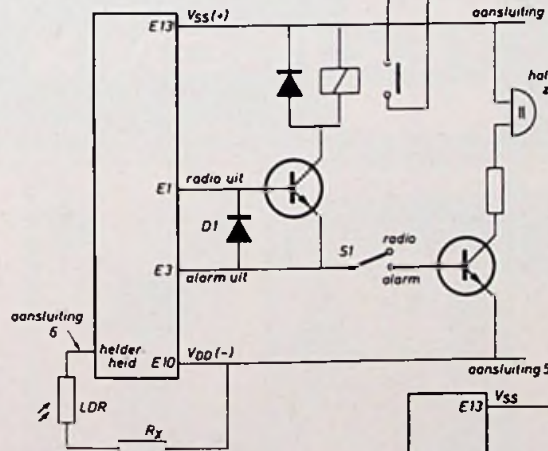 E13 VSS (+) aansluiting
E1 radio uit
D1
E3 alarm uit
S1 radio
alarm
aansluiting
6
helder
heid
E10 VDD (-)
aansluiting 5
LDR
RX
E13 VSS